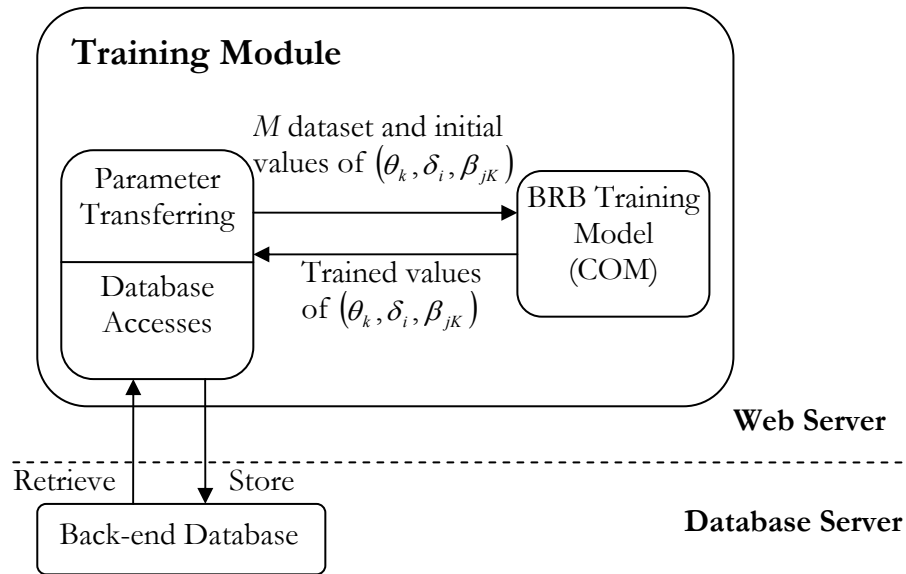 Training Module
M dataset and initial
values of (θₖ, δᵢ, βⱼK)
Parameter
Transferring
BRB Training
Model
(COM)
Trained values
of (θₖ, δᵢ, βⱼK)
Database
Accesses
Web Server
Retrieve
Store
Back-end Database
Database Server